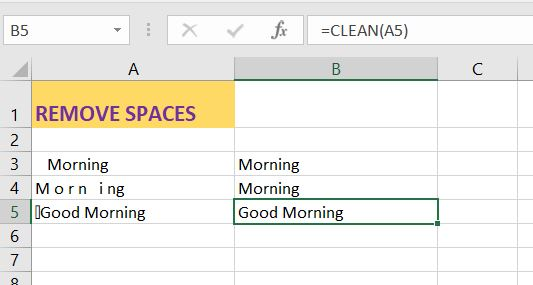 B5 fx =CLEAN(A5)
A B C
1 REMOVE SPACES
2
3 Morning Morning
4 M o r n i ng Morning
5 Good Morning Good Morning
6
7
8